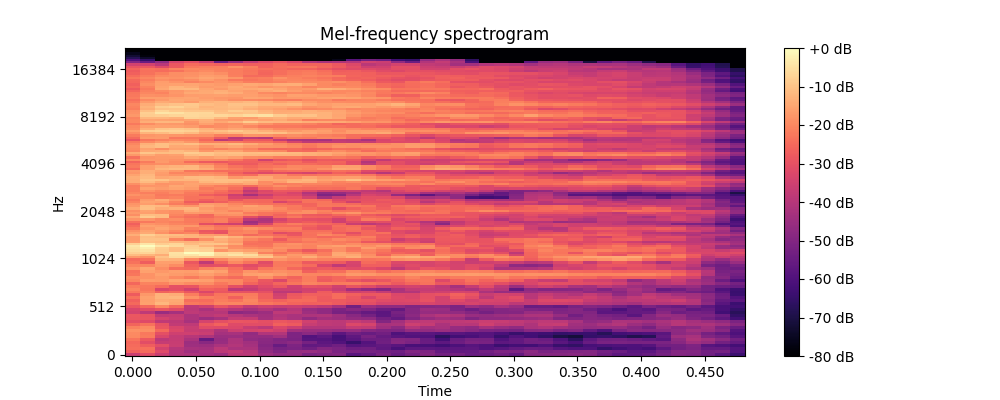 Mel-frequency spectrogram
Hz
16384
8192
4096
2048
1024
512
0
0.000 0.050 0.100 0.150 0.200 0.250 0.300 0.350 0.400 0.450
Time
+0 dB
-10 dB
-20 dB
-30 dB
-40 dB
-50 dB
-60 dB
-70 dB
-80 dB